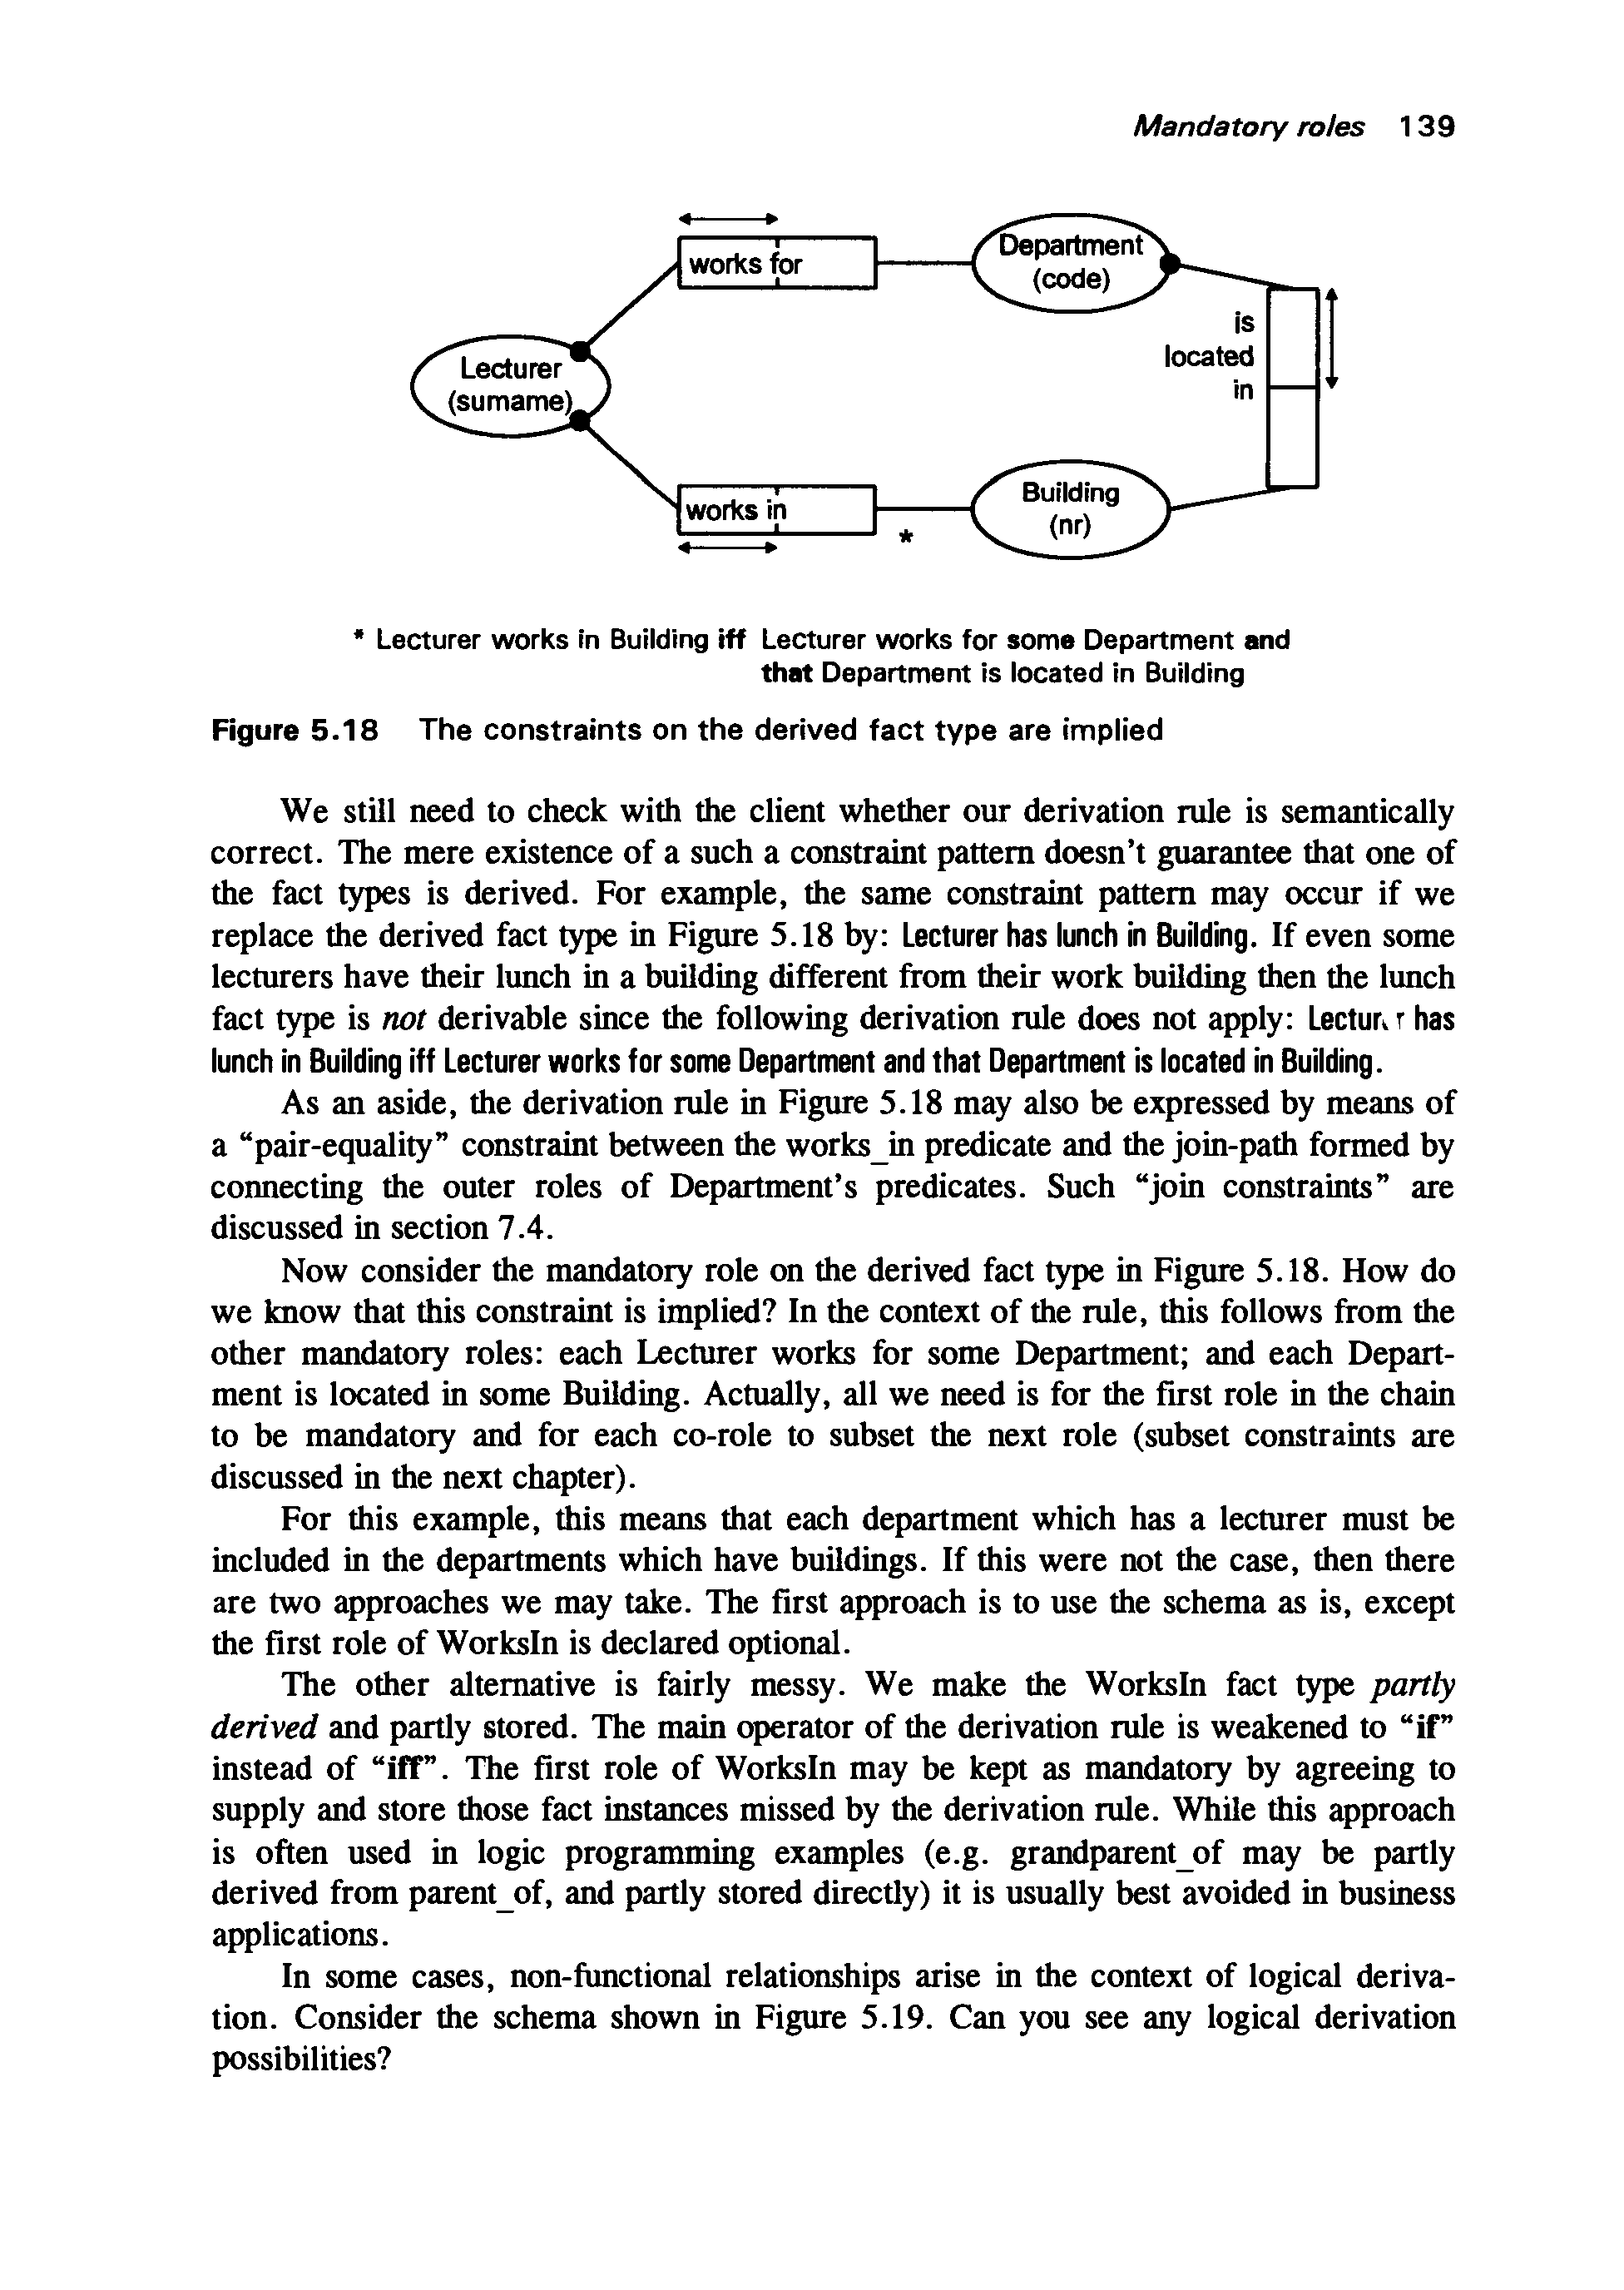 Mandatory roles 139
works for
Department
(code)
is
located
in
Lecturer
(surname)
works in
*
Building
(nr)
* Lecturer works in Building iff Lecturer works for some Department and
that Department is located in Building
Figure 5.18 The constraints on the derived fact type are implied
We still need to check with the client whether our derivation rule is semantically
correct. The mere existence of a such a constraint pattern doesn't guarantee that one of
the fact types is derived. For example, the same constraint pattern may occur if we
replace the derived fact type in Figure 5.18 by: Lecturer has lunch in Building. If even some
lecturers have their lunch in a building different from their work building then the lunch
fact type is not derivable since the following derivation rule does not apply: Lecturer has
lunch in Building iff Lecturer works for some Department and that Department is located in Building.
As an aside, the derivation rule in Figure 5.18 may also be expressed by means of
a “pair-equality” constraint between the works_in predicate and the join-path formed by
connecting the outer roles of Department's predicates. Such “join constraints” are
discussed in section 7.4.
Now consider the mandatory role on the derived fact type in Figure 5.18. How do
we know that this constraint is implied? In the context of the rule, this follows from the
other mandatory roles: each Lecturer works for some Department; and each Depart-
ment is located in some Building. Actually, all we need is for the first role in the chain
to be mandatory and for each co-role to subset the next role (subset constraints are
discussed in the next chapter).
For this example, this means that each department which has a lecturer must be
included in the departments which have buildings. If this were not the case, then there
are two approaches we may take. The first approach is to use the schema as is, except
the first role of WorksIn is declared optional.
The other alternative is fairly messy. We make the WorksIn fact type partly
derived and partly stored. The main operator of the derivation rule is weakened to “if”
instead of “iff”. The first role of WorksIn may be kept as mandatory by agreeing to
supply and store those fact instances missed by the derivation rule. While this approach
is often used in logic programming examples (e.g. grandparent_of may be partly
derived from parent_of, and partly stored directly) it is usually best avoided in business
applications.
In some cases, non-functional relationships arise in the context of logical deriva-
tion. Consider the schema shown in Figure 5.19. Can you see any logical derivation
possibilities?